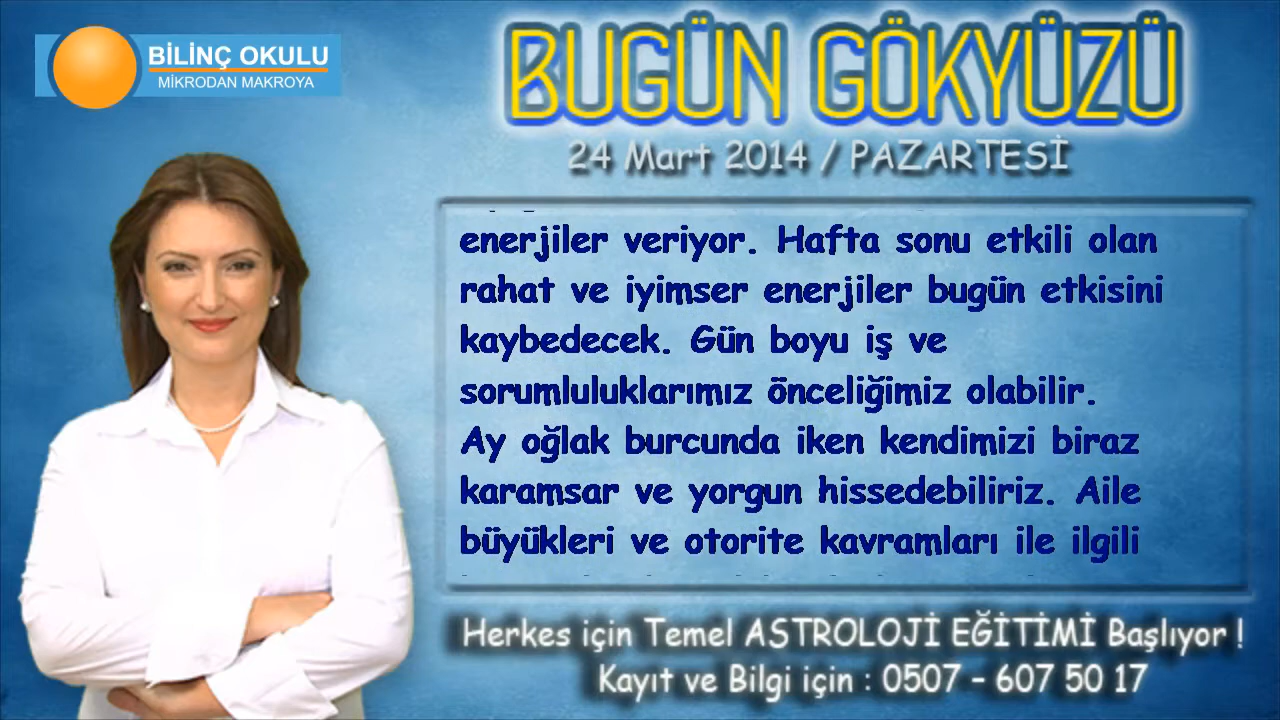 BİLİNÇ OKULU
MİKRODAN MAKROYA
BUGÜN GÖKYÜZÜ
24 Mart 2014 / PAZARTESİ
enerjiler veriyor. Hafta sonu etkili olan
rahat ve iyimser enerjiler bugün etkisini
kaybedecek. Gün boyu iş ve
sorumluluklarımız önceliğimiz olabilir.
Ay oğlak burcunda iken kendimizi biraz
karamsar ve yorgun hissedebiliriz. Aile
büyükleri ve otorite kavramları ile ilgili
Herkes için Temel ASTROLOJİ EĞİTİMİ Başlıyor !
Kayıt ve Bilgi için : 0507 - 607 50 17